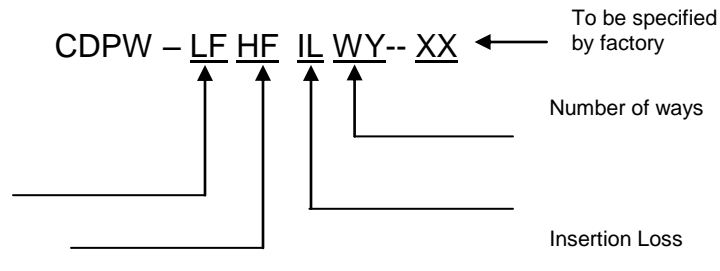 To be specified
by factory
CDPW – LF HF IL WY-- XX
Number of ways
Insertion Loss